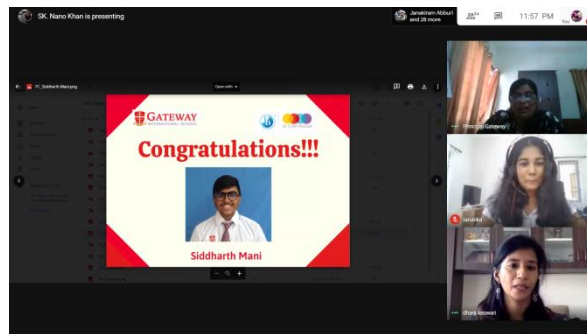 SK. Nano Khan is presenting
Janakiram Abburi
and 28 more
11:57 PM
You
7C_Siddharth Mani.png
Open with
GATEWAY
INTERNATIONAL SCHOOL
Congratulations!!!
Siddharth Mani
Principal-Gateway